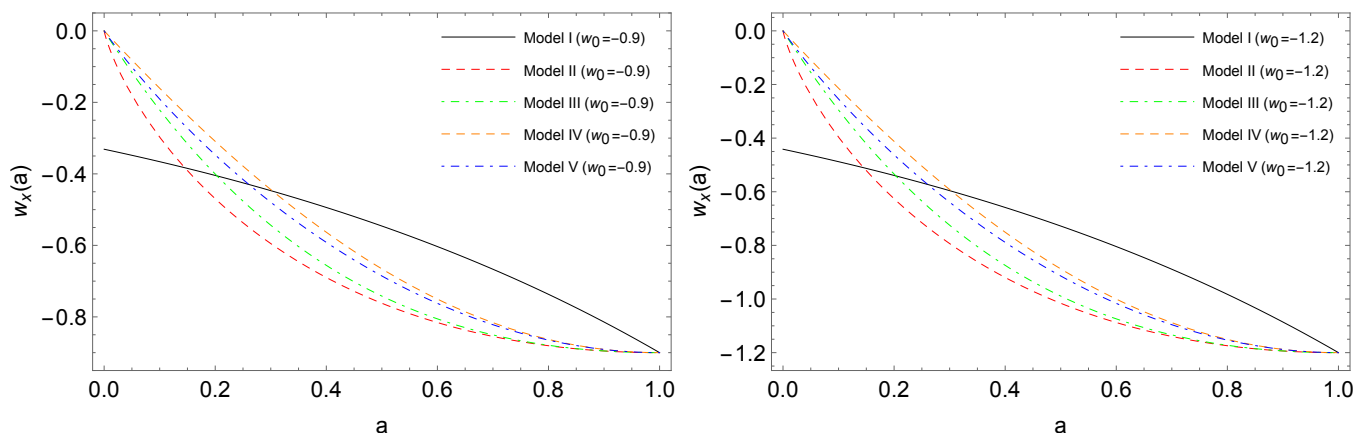 0.0
−0.2
−0.4
−0.6
−0.8
wₓ(a)
0.0 0.2 0.4 0.6 0.8 1.0
a
Model I (w₀=−0.9)
Model II (w₀=−0.9)
Model III (w₀=−0.9)
Model IV (w₀=−0.9)
Model V (w₀=−0.9)
0.0
−0.2
−0.4
−0.6
−0.8
−1.0
−1.2
wₓ(a)
0.0 0.2 0.4 0.6 0.8 1.0
a
Model I (w₀=−1.2)
Model II (w₀=−1.2)
Model III (w₀=−1.2)
Model IV (w₀=−1.2)
Model V (w₀=−1.2)